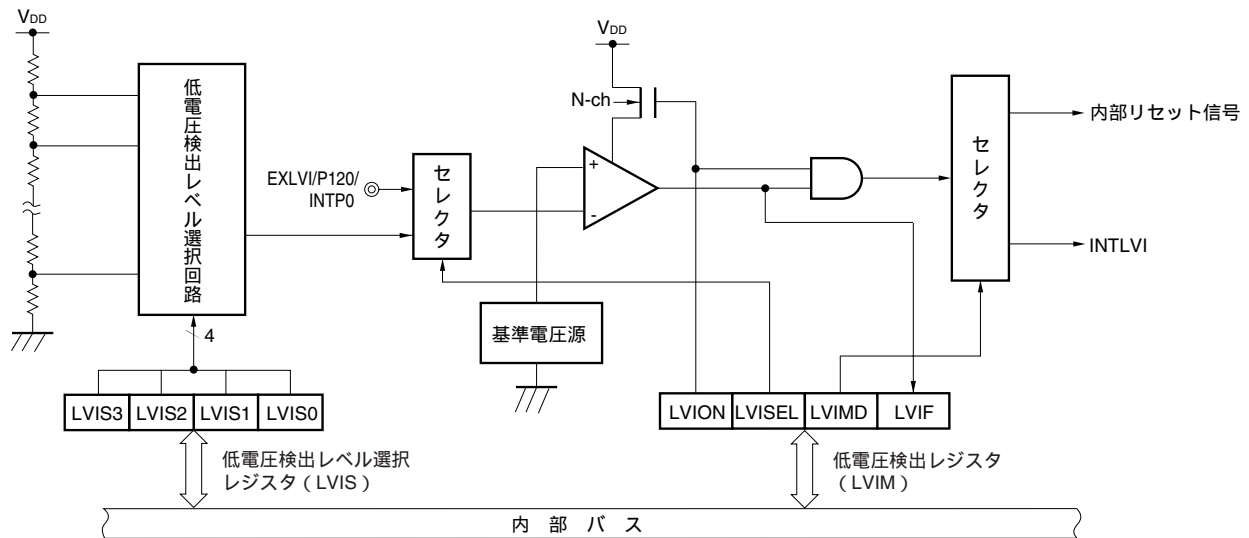 VDD
低電圧検出レベル選択回路
4
LVIS3 LVIS2 LVIS1 LVIS0
低電圧検出レベル選択
レジスタ（LVIS）
EXLVI/P120/
INTP0
セレクタ
VDD
N-ch
+
-
基準電圧源
セレクタ
内部リセット信号
INTLVI
LVION LVISEL LVIMD LVIF
低電圧検出レジスタ
（LVIM）
内 部 バ ス